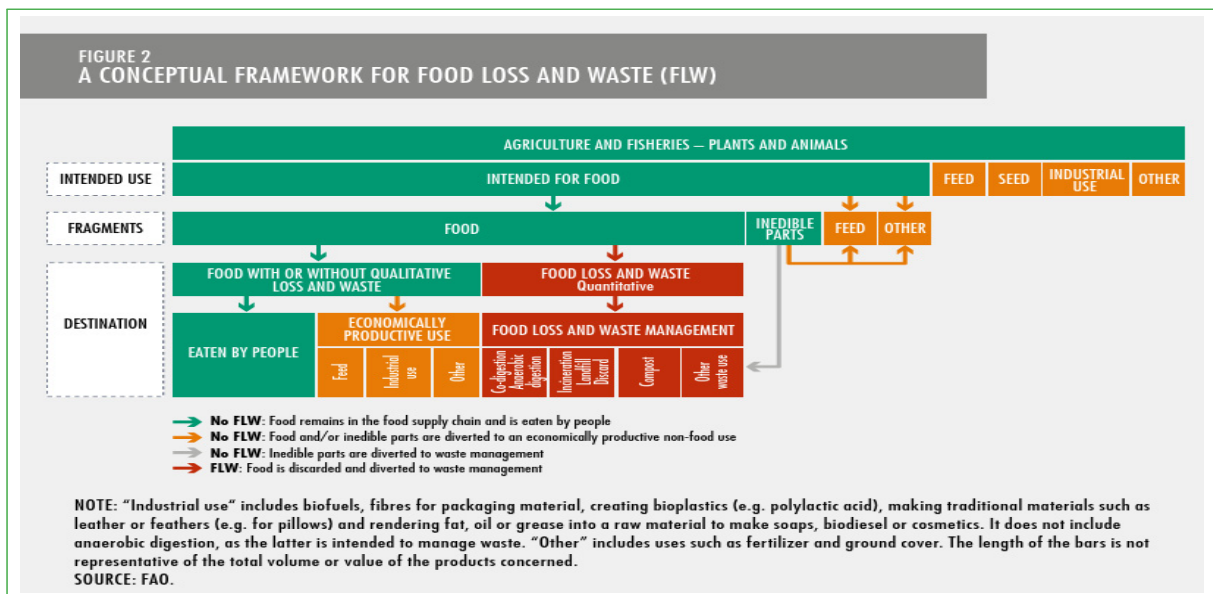 FIGURE 2
A CONCEPTUAL FRAMEWORK FOR FOOD LOSS AND WASTE (FLW)
AGRICULTURE AND FISHERIES – PLANTS AND ANIMALS
INTENDED USE
INTENDED FOR FOOD
FEED
SEED
INDUSTRIAL
USE
OTHER
FRAGMENTS
FOOD
INEDIBLE
PARTS
FEED
OTHER
DESTINATION
FOOD WITH OR WITHOUT QUALITATIVE
LOSS AND WASTE
FOOD LOSS AND WASTE
Quantitative
EATEN BY PEOPLE
ECONOMICALLY
PRODUCTIVE USE
Feed
Industrial
use
Other
FOOD LOSS AND WASTE MANAGEMENT
Co-digestion
Anaerobic
digestion
Incineration
Landfill
Discard
Compost
Other
waste use
No FLW: Food remains in the food supply chain and is eaten by people
No FLW: Food and/or inedible parts are diverted to an economically productive non-food use
No FLW: Inedible parts are diverted to waste management
FLW: Food is discarded and diverted to waste management
NOTE: “Industrial use” includes biofuels, fibres for packaging material, creating bioplastics (e.g. polylactic acid), making traditional materials such as
leather or feathers (e.g. for pillows) and rendering fat, oil or grease into a raw material to make soaps, biodiesel or cosmetics. It does not include
anaerobic digestion, as the latter is intended to manage waste. “Other” includes uses such as fertilizer and ground cover. The length of the bars is not
representative of the total volume or value of the products concerned.
SOURCE: FAO.